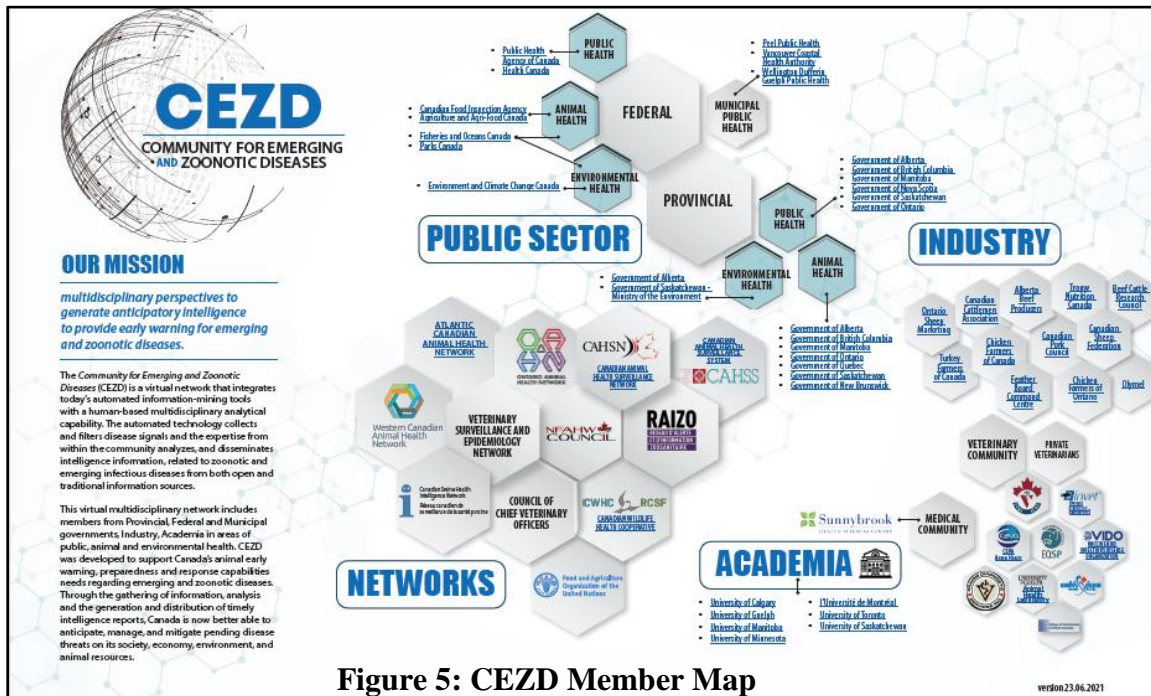 CEZD
COMMUNITY FOR EMERGING
AND ZOONOTIC DISEASES
OUR MISSION
multidisciplinary perspectives to
generate anticipatory intelligence
to provide early warning for emerging
and zoonotic diseases.
The Community for Emerging and Zoonotic
Diseases (CEZD) is a virtual network that integrates
today's automated information-mining tools
with a human-based multidisciplinary analytical
capability. The automated technology collects
and filters disease signals and the expertise from
within the community analyzes, and disseminates
intelligence information, related to zoonotic and
emerging infectious diseases from both open and
traditional information sources.
This virtual multidisciplinary network includes
members from Provincial, Federal and Municipal
governments, Industry, Academia in areas of
public, animal and environmental health. CEZD
was developed to support Canada's animal early
warning, preparedness and response capabilities
needs regarding emerging and zoonotic diseases.
Through the gathering of information, analysis
and the generation and distribution of timely
intelligence reports, Canada is now better able to
anticipate, manage, and mitigate pending disease
threats on its society, economy, environment, and
animal resources.
PUBLIC SECTOR
FEDERAL
PUBLIC
HEALTH
• Public Health
Agency of Canada
• Health Canada
ANIMAL
HEALTH
• Canadian Food Inspection Agency
• Agriculture and Agri-Food Canada
• Fisheries and Oceans Canada
• Parks Canada
ENVIRONMENTAL
HEALTH
• Environment and Climate Change Canada
MUNICIPAL
PUBLIC
HEALTH
• Peel Public Health
• Vancouver Coastal
Health Authority
• Wellington Dufferin
Guelph Public Health
PROVINCIAL
PUBLIC
HEALTH
• Government of Alberta
• Government of British Columbia
• Government of Manitoba
• Government of Nova Scotia
• Government of Saskatchewan
• Government of Ontario
ENVIRONMENTAL
HEALTH
• Government of Alberta
• Government of Saskatchewan -
Ministry of the Environment
ANIMAL
HEALTH
• Government of Alberta
• Government of British Columbia
• Government of Manitoba
• Government of Ontario
• Government of Quebec
• Government of Saskatchewan
• Government of New Brunswick
INDUSTRY
Ontario
Sheep
Marketing
Canadian
Cattlemen
Association
Alberta
Beef
Producers
Trouw
Nutrition
Canada
Beef Cattle
Research
Council
Turkey
Farmers
of Canada
Chicken
Farmers
of Canada
Canadian
Pork
Council
Canadian
Sheep
Federation
Feather
Board
Command
Centre
Chicken
Farmers of
Ontario
Olymel
NETWORKS
ATLANTIC
CANADIAN
ANIMAL HEALTH
NETWORK
ONTARIO ANIMAL
HEALTH NETWORK
CAHSN
CANADIAN ANIMAL
HEALTH SURVEILLANCE
NETWORK
CANADIAN
ANIMAL HEALTH
SURVEILLANCE
SYSTEM
CAHSS
Western Canadian
Animal Health
Network
VETERINARY
SURVEILLANCE AND
EPIDEMIOLOGY
NETWORK
NFAHW
COUNCIL
RAIZO
Canadian Swine Health
Intelligence Network
Réseau canadien de
surveillance de la santé porcine
COUNCIL OF
CHIEF VETERINARY
OFFICERS
CWHC RCSF
CANADIAN WILDLIFE
HEALTH COOPERATIVE
Food and Agriculture
Organization of the
United Nations
ACADEMIA
• University of Calgary
• University of Guelph
• University of Manitoba
• University of Minnesota
• L'Université de Montréal
• University of Toronto
• University of Saskatchewan
VETERINARY
COMMUNITY
PRIVATE
VETERINARIANS
MEDICAL
COMMUNITY
Sunnybrook
HEALTH SCIENCES CENTRE
CEVA
EQSP
VIDO
Animal
Health
Laboratory
Figure 5: CEZD Member Map
version 23.06.2021